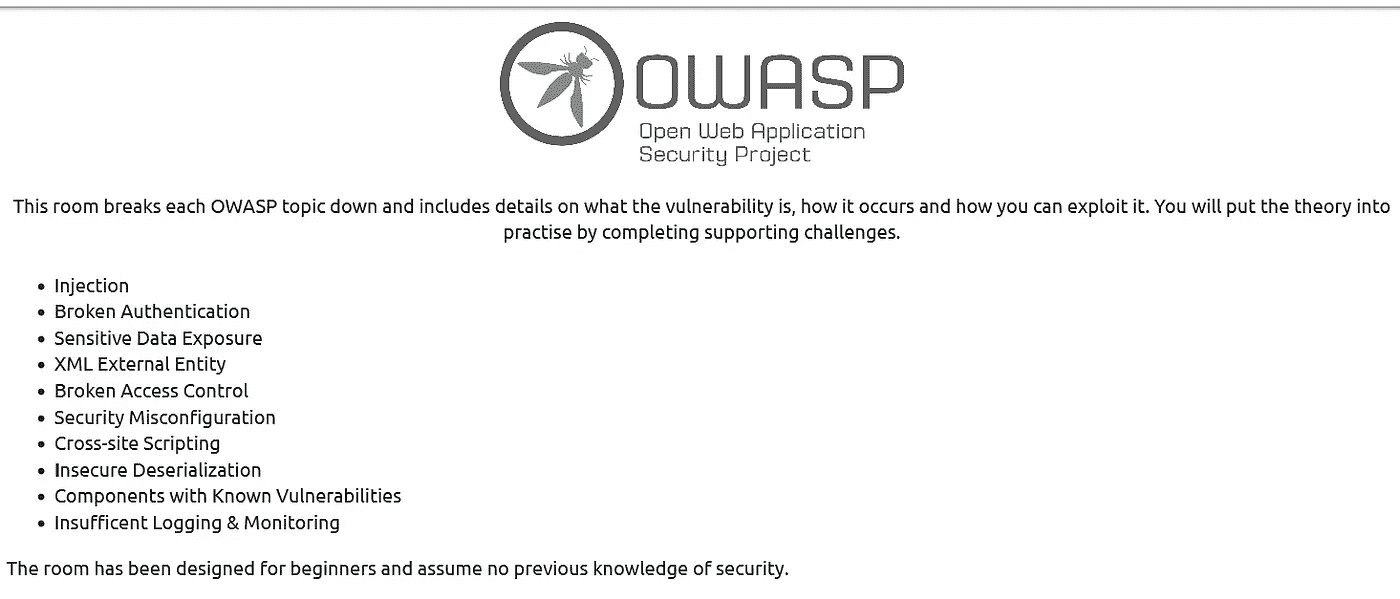 OWASP
Open Web Application
Security Project
This room breaks each OWASP topic down and includes details on what the vulnerability is, how it occurs and how you can exploit it. You will put the theory into
practise by completing supporting challenges.
• Injection
• Broken Authentication
• Sensitive Data Exposure
• XML External Entity
• Broken Access Control
• Security Misconfiguration
• Cross-site Scripting
• Insecure Deserialization
• Components with Known Vulnerabilities
• Insufficent Logging & Monitoring
The room has been designed for beginners and assume no previous knowledge of security.